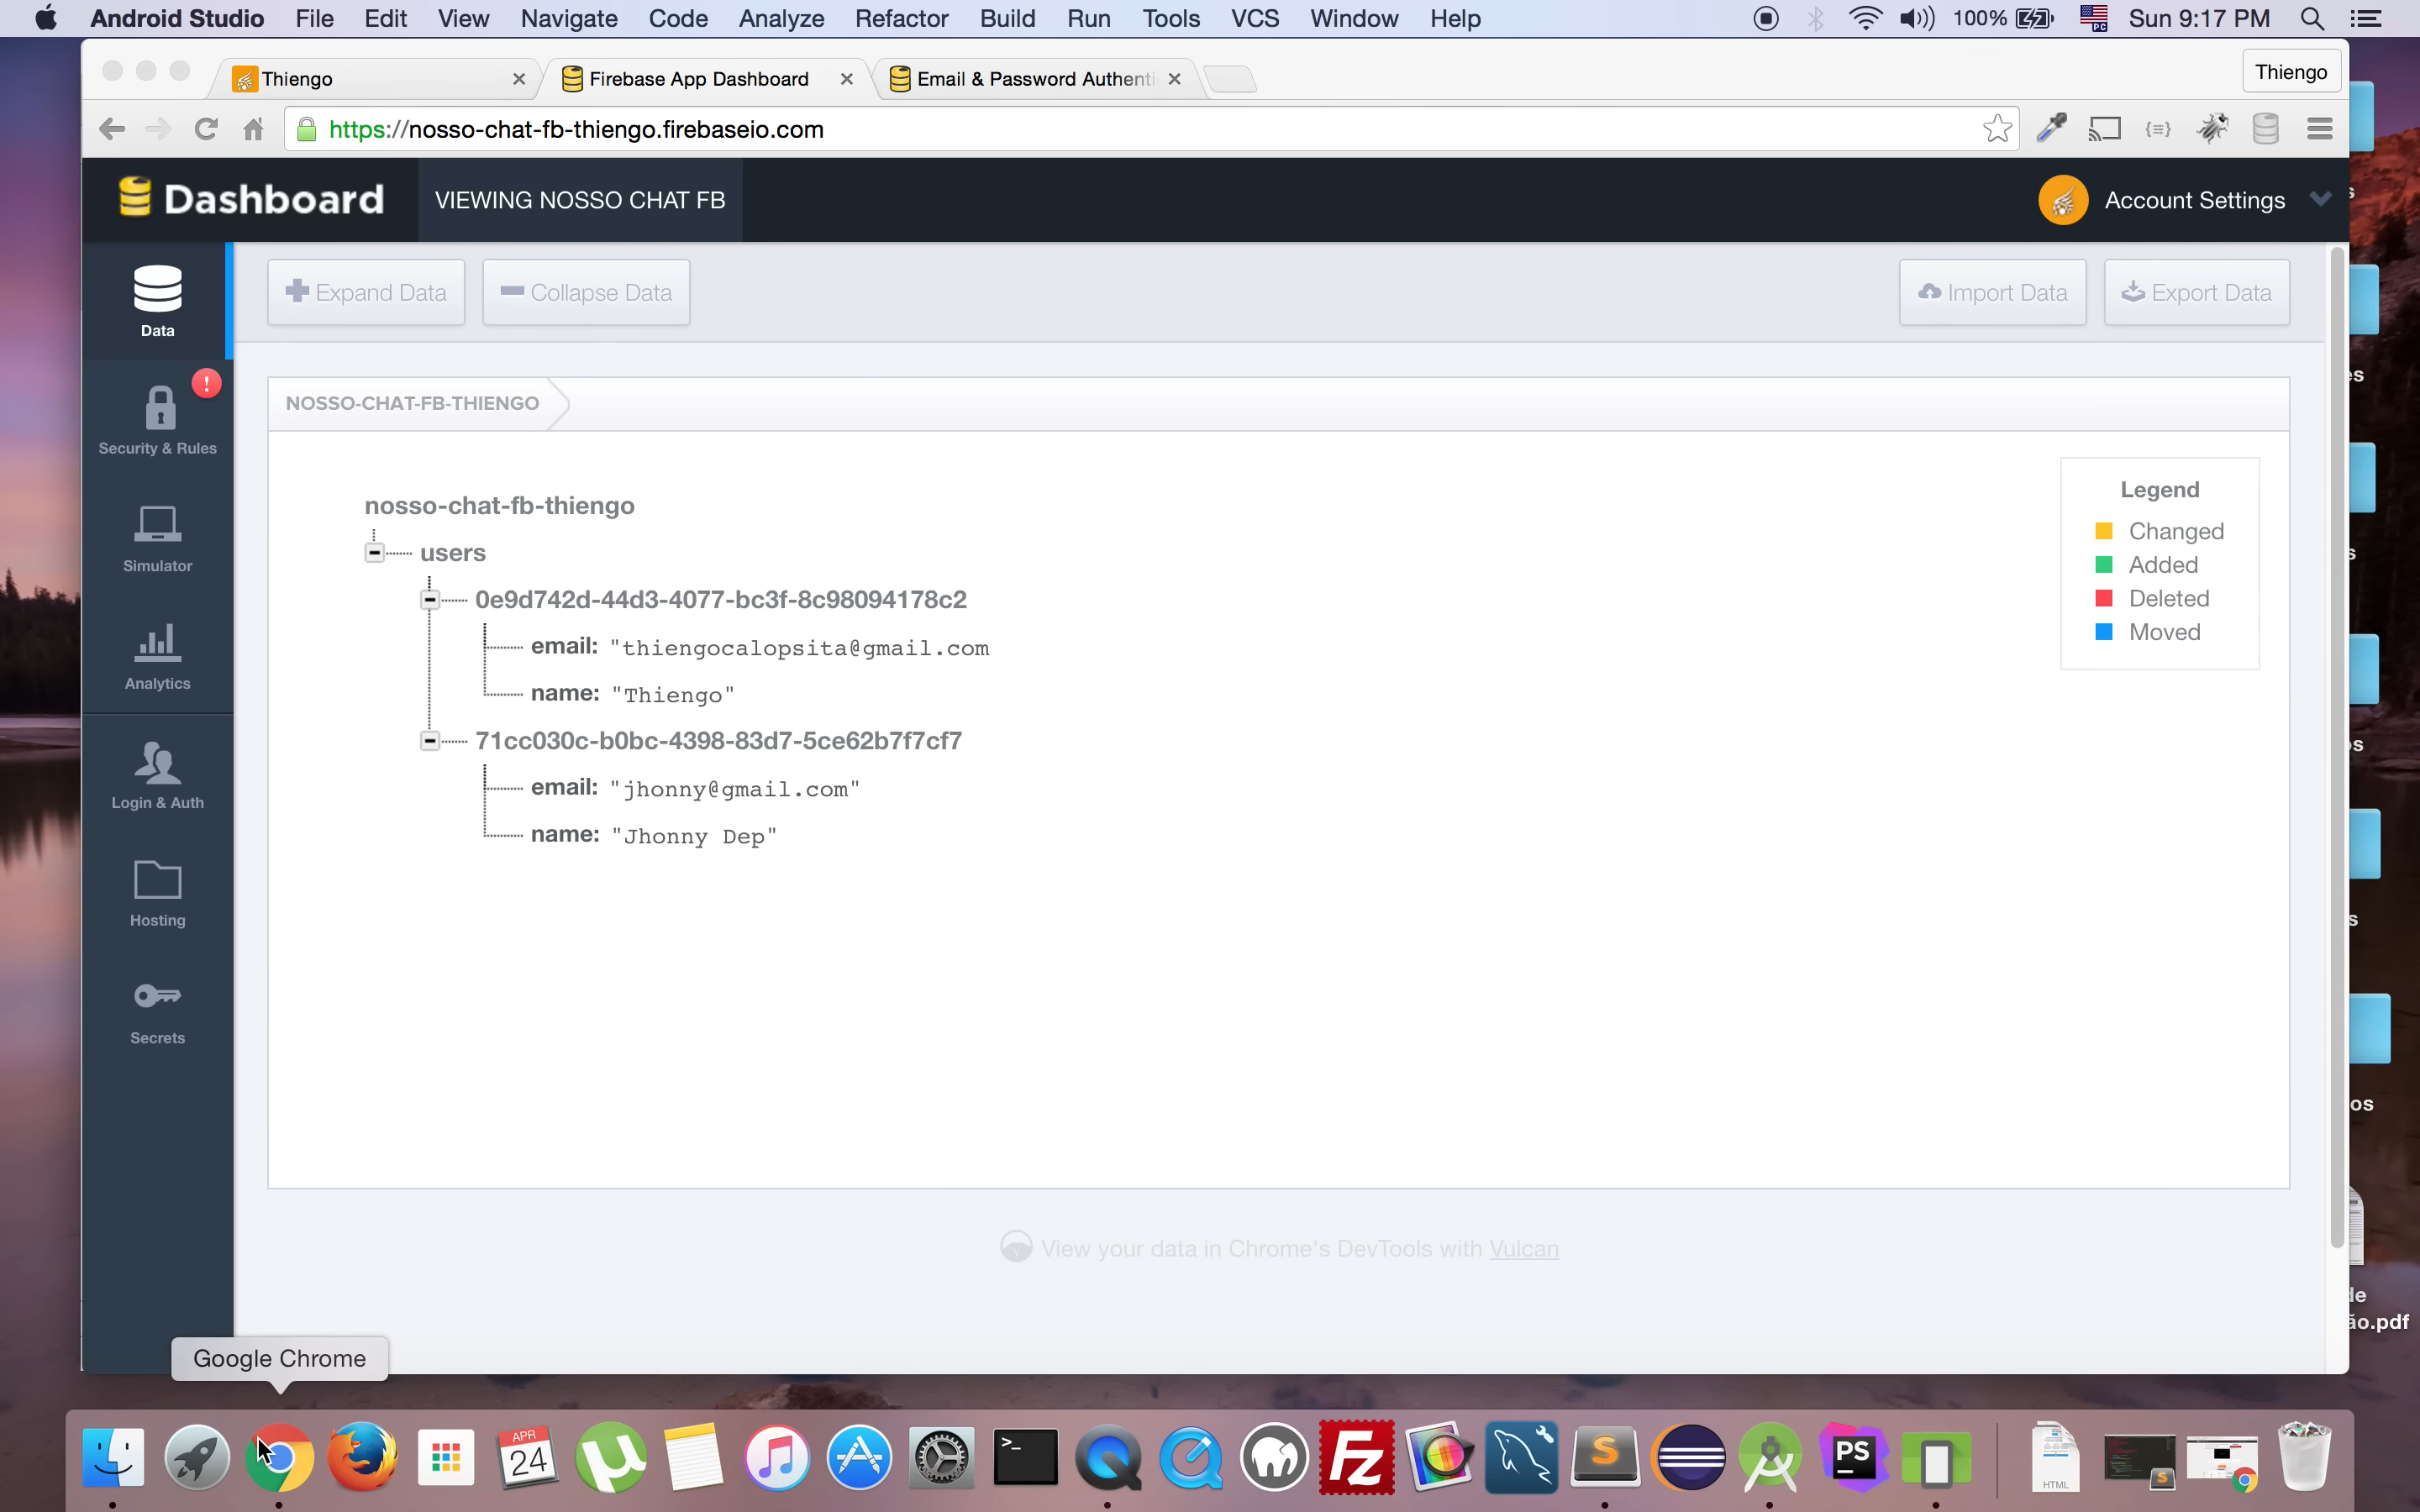 Android Studio File Edit View Navigate Code Analyze Refactor Build Run Tools VCS Window Help 100% Sun 9:17 PM
Thiengo Firebase App Dashboard Email & Password Authenti Thiengo
https://nosso-chat-fb-thiengo.firebaseio.com
Dashboard VIEWING NOSSO CHAT FB Account Settings
Expand Data Collapse Data Import Data Export Data
Data
NOSSO-CHAT-FB-THIENGO
Security & Rules
Legend
nosso-chat-fb-thiengo
Changed
users
Simulator
Added
0e9d742d-44d3-4077-bc3f-8c98094178c2
Deleted
email: "thiengocalopsita@gmail.com
Moved
Analytics
name: "Thiengo"
71cc030c-b0bc-4398-83d7-5ce62b7f7cf7
email: "jhonny@gmail.com"
Login & Auth
name: "Jhonny Dep"
Hosting
Secrets
View your data in Chrome's DevTools with Vulcan
ão.pdf
Google Chrome
APR
24
PS
HTML